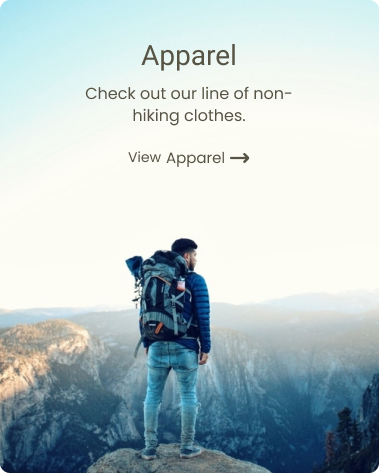 Apparel
Check out our line of non-
hiking clothes.
View Apparel →